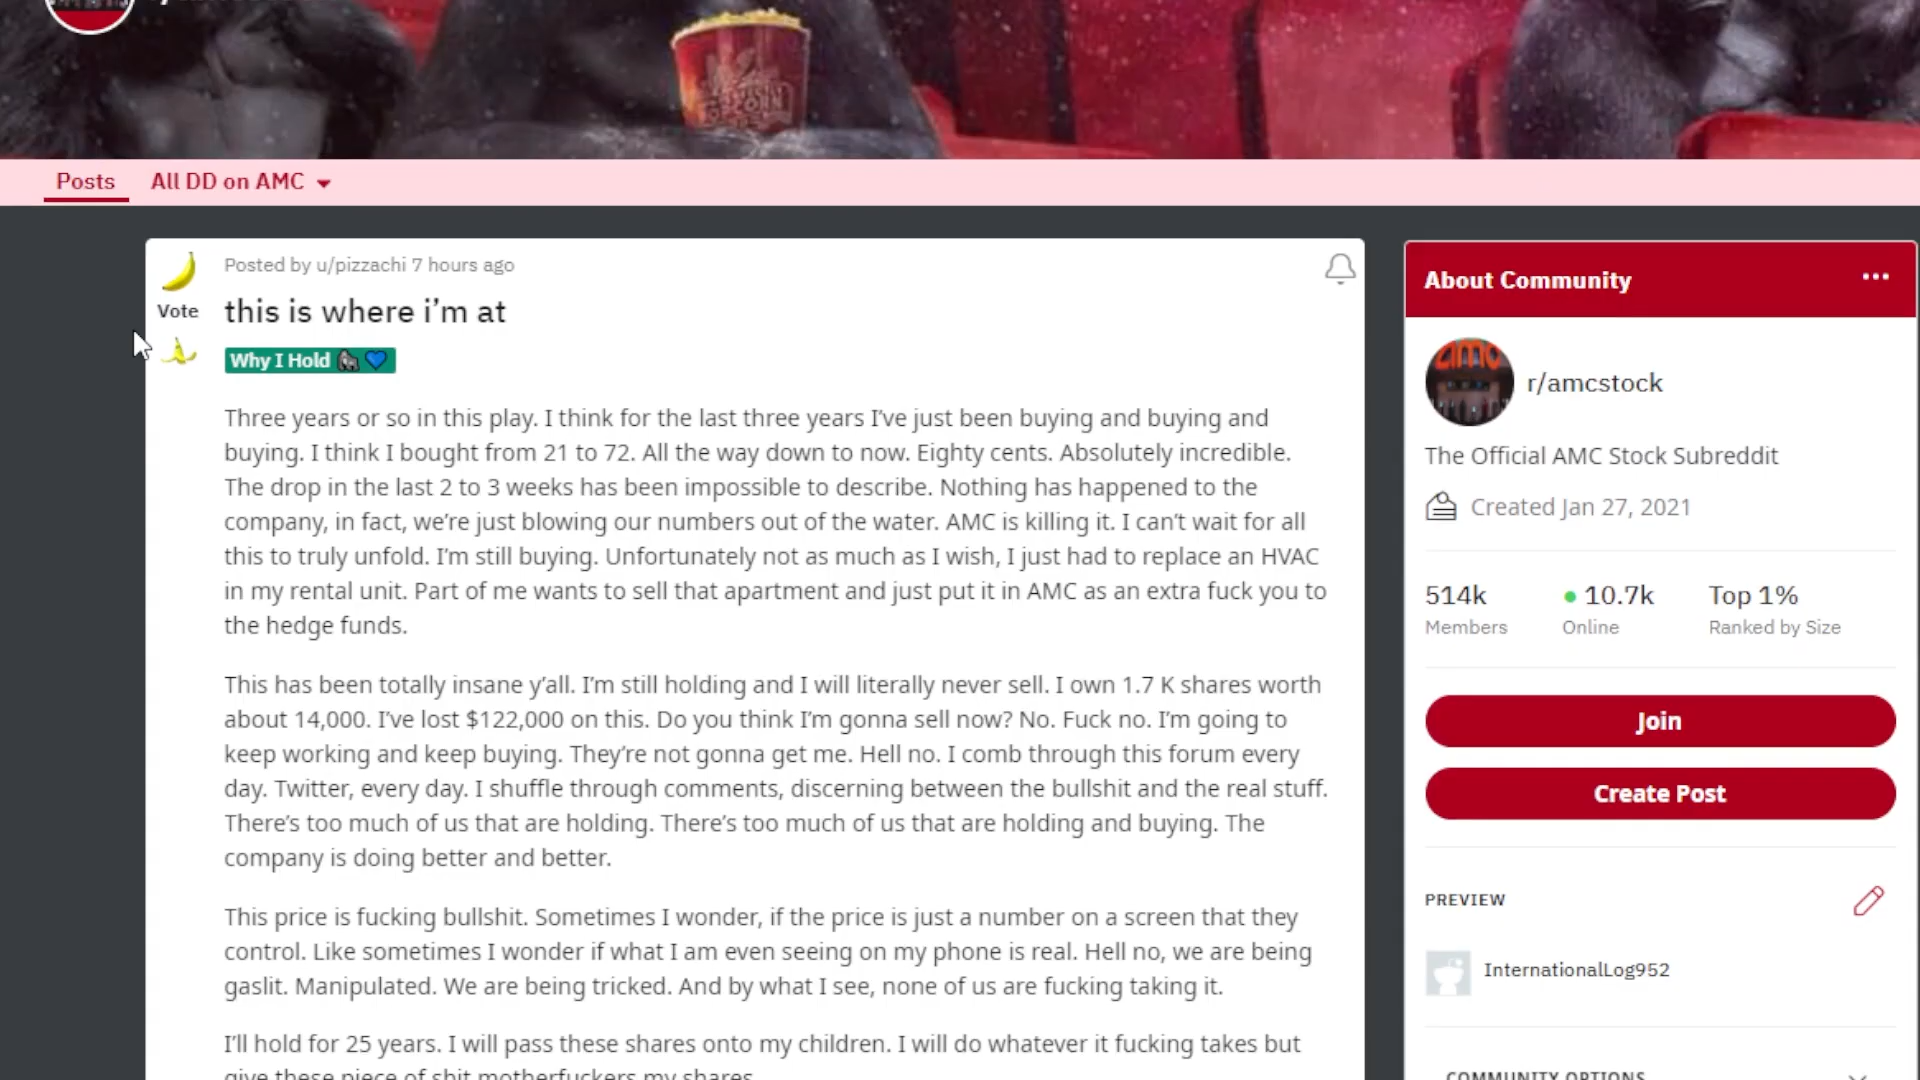 Posts
All DD on AMC
Posted by u/pizzachi 7 hours ago
Vote
this is where i’m at
Why I Hold
Three years or so in this play. I think for the last three years I’ve just been buying and buying and
buying. I think I bought from 21 to 72. All the way down to now. Eighty cents. Absolutely incredible.
The drop in the last 2 to 3 weeks has been impossible to describe. Nothing has happened to the
company, in fact, we’re just blowing our numbers out of the water. AMC is killing it. I can’t wait for all
this to truly unfold. I’m still buying. Unfortunately not as much as I wish, I just had to replace an HVAC
in my rental unit. Part of me wants to sell that apartment and just put it in AMC as an extra fuck you to
the hedge funds.
This has been totally insane y’all. I’m still holding and I will literally never sell. I own 1.7 K shares worth
about 14,000. I’ve lost $122,000 on this. Do you think I’m gonna sell now? No. Fuck no. I’m going to
keep working and keep buying. They’re not gonna get me. Hell no. I comb through this forum every
day. Twitter, every day. I shuffle through comments, discerning between the bullshit and the real stuff.
There’s too much of us that are holding. There’s too much of us that are holding and buying. The
company is doing better and better.
This price is fucking bullshit. Sometimes I wonder, if the price is just a number on a screen that they
control. Like sometimes I wonder if what I am even seeing on my phone is real. Hell no, we are being
gaslit. Manipulated. We are being tricked. And by what I see, none of us are fucking taking it.
I’ll hold for 25 years. I will pass these shares onto my children. I will do whatever it fucking takes but
give these piece of shit motherfuckers my shares.
About Community
amc
r/amcstock
The Official AMC Stock Subreddit
Created Jan 27, 2021
514k
Members
10.7k
Online
Top 1%
Ranked by Size
Join
Create Post
PREVIEW
InternationalLog952
COMMUNITY OPTIONS